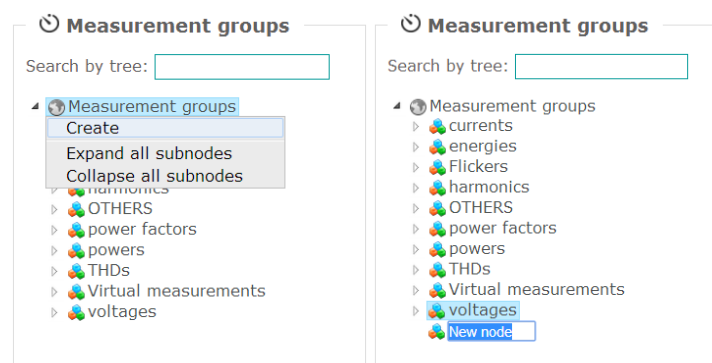 Measurement groups
Search by tree:
Measurement groups
Create
Expand all subnodes
Collapse all subnodes
harmonics
OTHERS
power factors
powers
THDs
Virtual measurements
voltages
Measurement groups
Search by tree:
Measurement groups
currents
energies
Flickers
harmonics
OTHERS
power factors
powers
THDs
Virtual measurements
voltages
New node